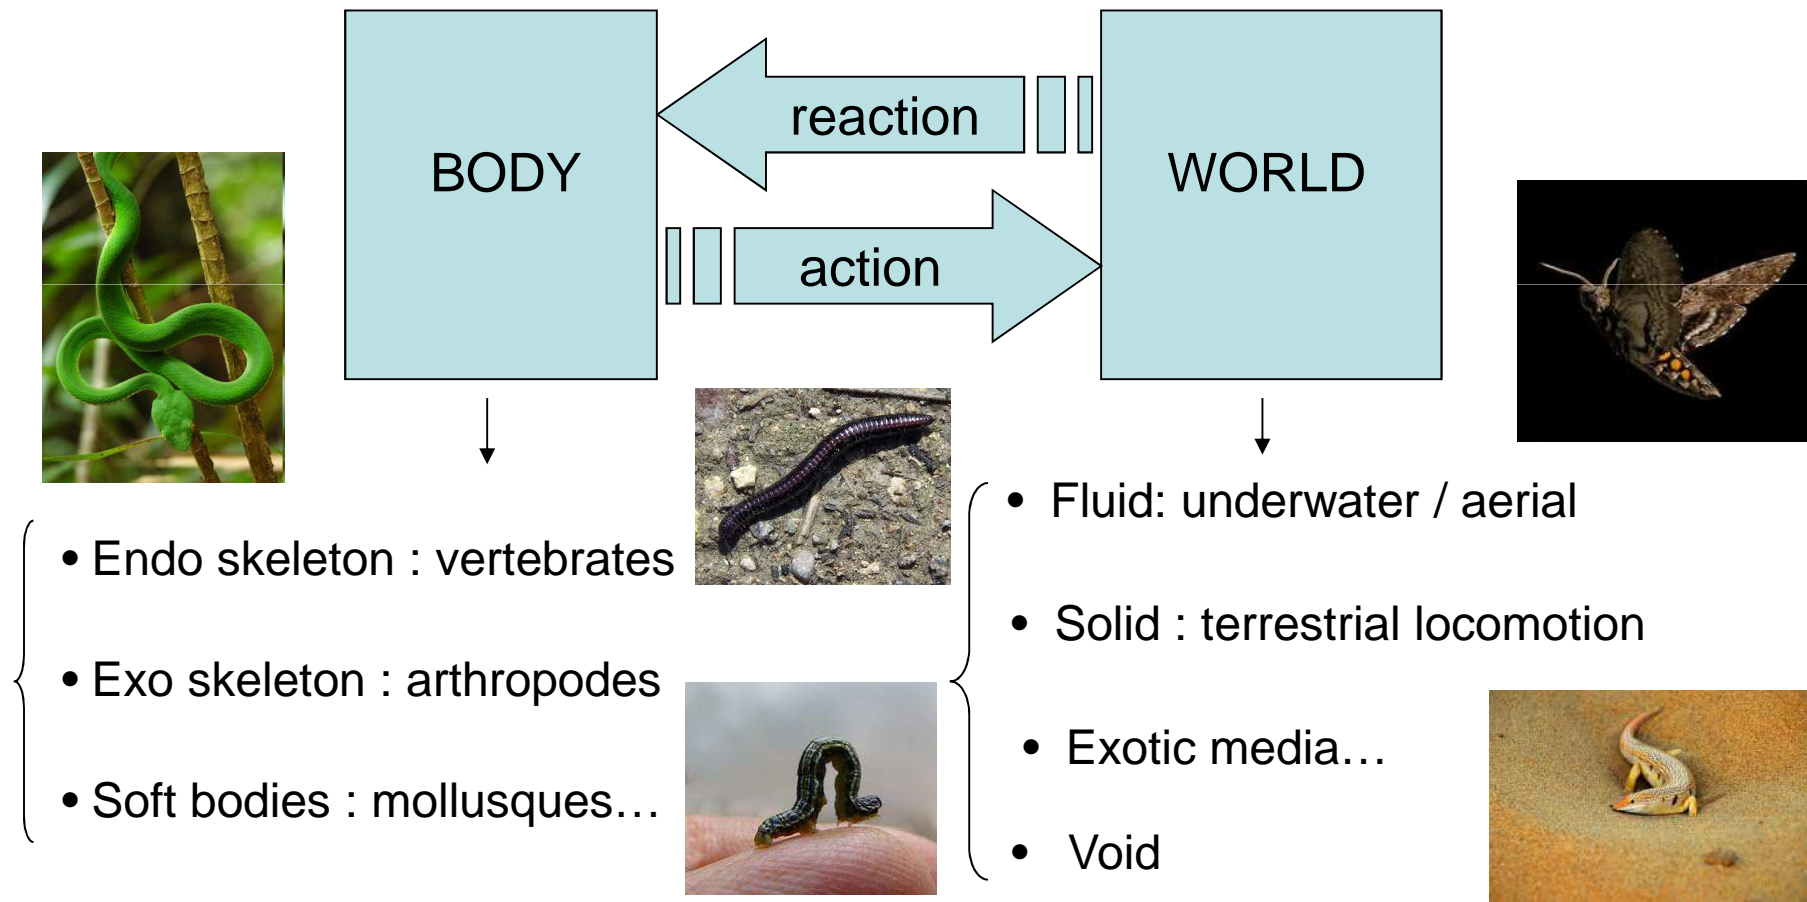 reaction
BODY
WORLD
action
• Endo skeleton : vertebrates
• Exo skeleton : arthropodes
• Soft bodies : mollusques…
• Fluid: underwater / aerial
• Solid : terrestrial locomotion
• Exotic media…
• Void